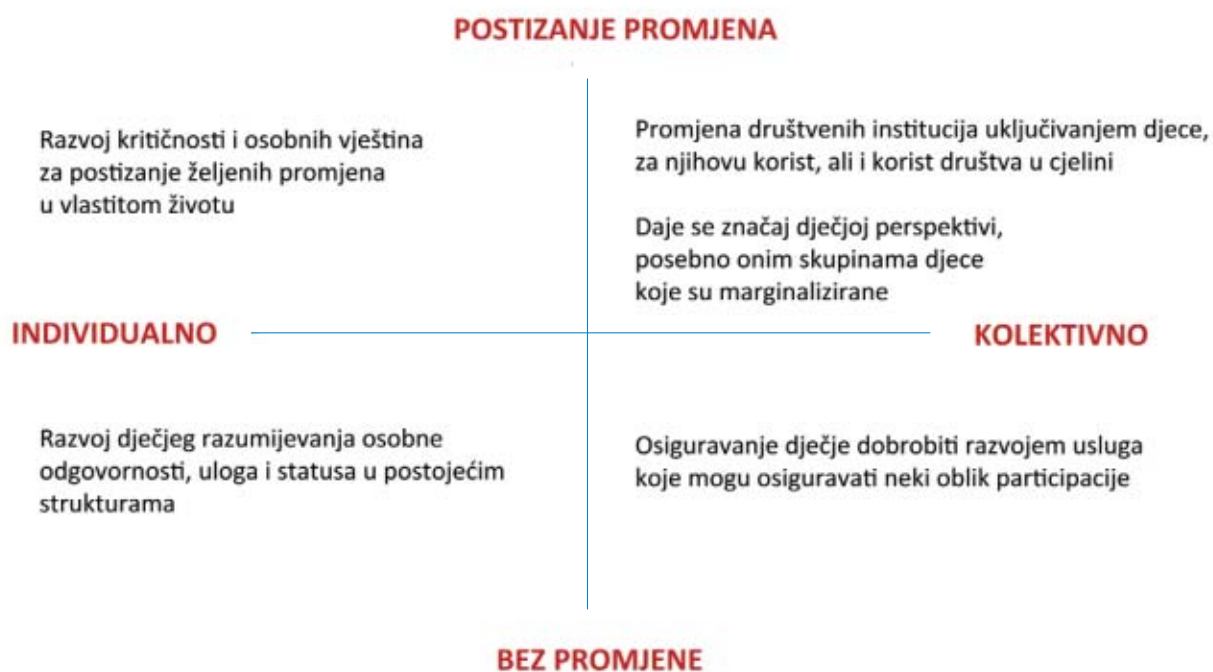 POSTIZANJE PROMJENA
Razvoj kritičnosti i osobnih vještina
za postizanje željenih promjena
u vlastitom životu
Promjena društvenih institucija uključivanjem djece,
za njihovu korist, ali i korist društva u cjelini
Daje se značaj dječjoj perspektivi,
posebno onim skupinama djece
koje su marginalizirane
INDIVIDUALNO
KOLEKTIVNO
Razvoj dječjeg razumijevanja osobne
odgovornosti, uloga i statusa u postojećim
strukturama
Osiguravanje dječje dobrobiti razvojem usluga
koje mogu osiguravati neki oblik participacije
BEZ PROMJENE